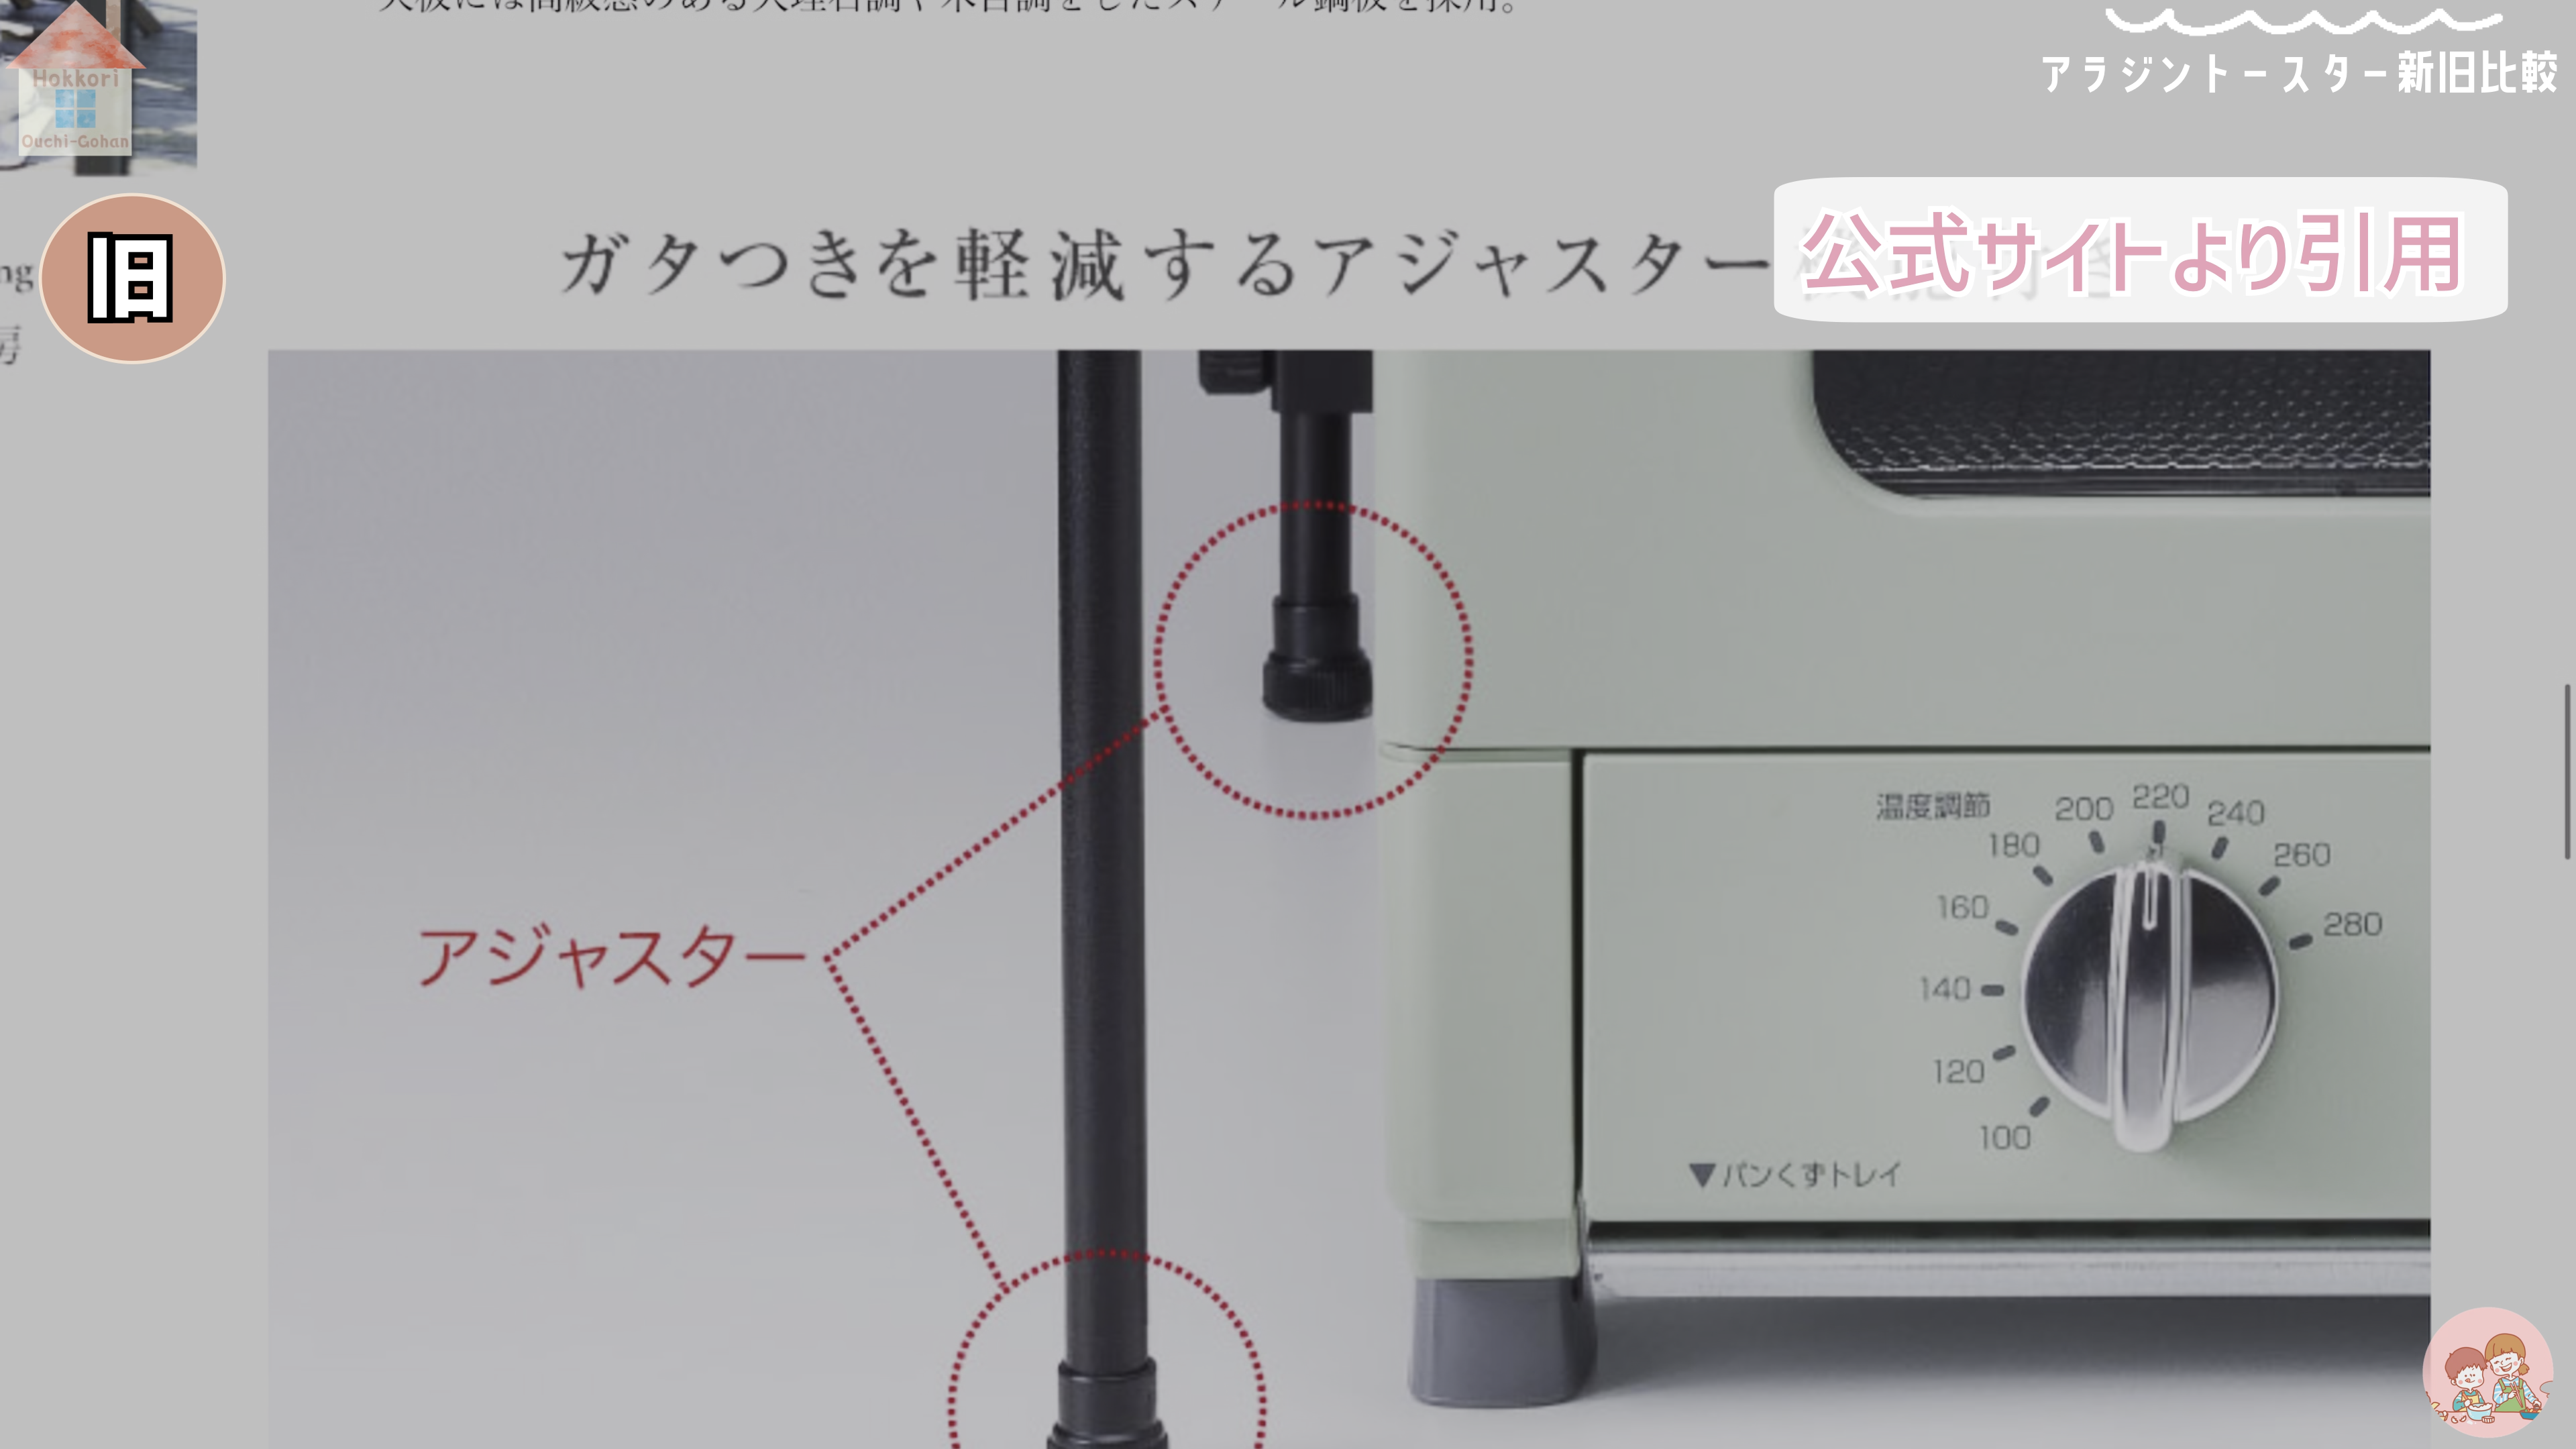 アラジントースター新旧比較
Hokkori
Ouchi-Gohan
旧
ガタつきを軽減するアジャスター
公式サイトより引用
ng
房
アジャスター
温度調節
100
120
140
160
180
200
220
240
260
280
▼パンくずトレイ